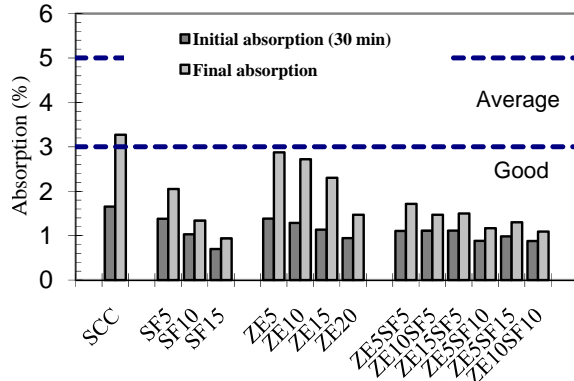 6
5
4
3
2
1
0
Absorption (%)
Initial absorption (30 min)
Final absorption
Average
Good
SCC
SF5
SF10
SF15
ZE5
ZE10
ZE15
ZE20
ZE5SF5
ZE10SF5
ZE15SF5
ZE5SF10
ZE5SF15
ZE10SF10